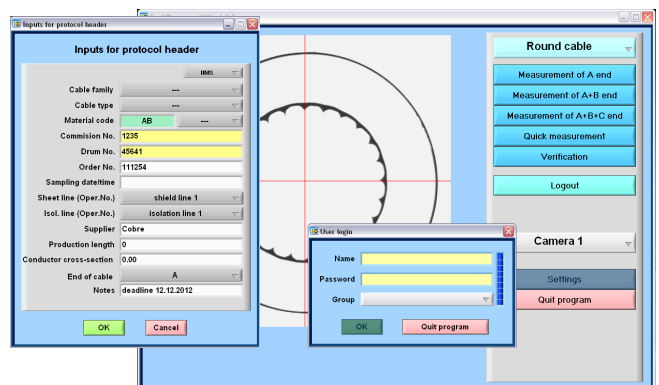 Inputs for protocol header
Inputs for protocol header
IIMS
Cable family ---
Cable type ---
Material code AB ---
Commision No. 1235
Drum No. 45641
Order No. 111254
Sampling date/time
Sheet line (Oper.No.) shield line 1
Isol. line (Oper.No.) isolation line 1
Supplier Cobre
Production length 0
Conductor cross-section 0.00
End of cable A
Notes deadline 12.12.2012
OK Cancel
User login
Name
Password
Group
OK Quit program
Round cable
Measurement of A end
Measurement of A+B end
Measurement of A+B+C end
Quick measurement
Verification
Logout
Camera 1
Settings
Quit program